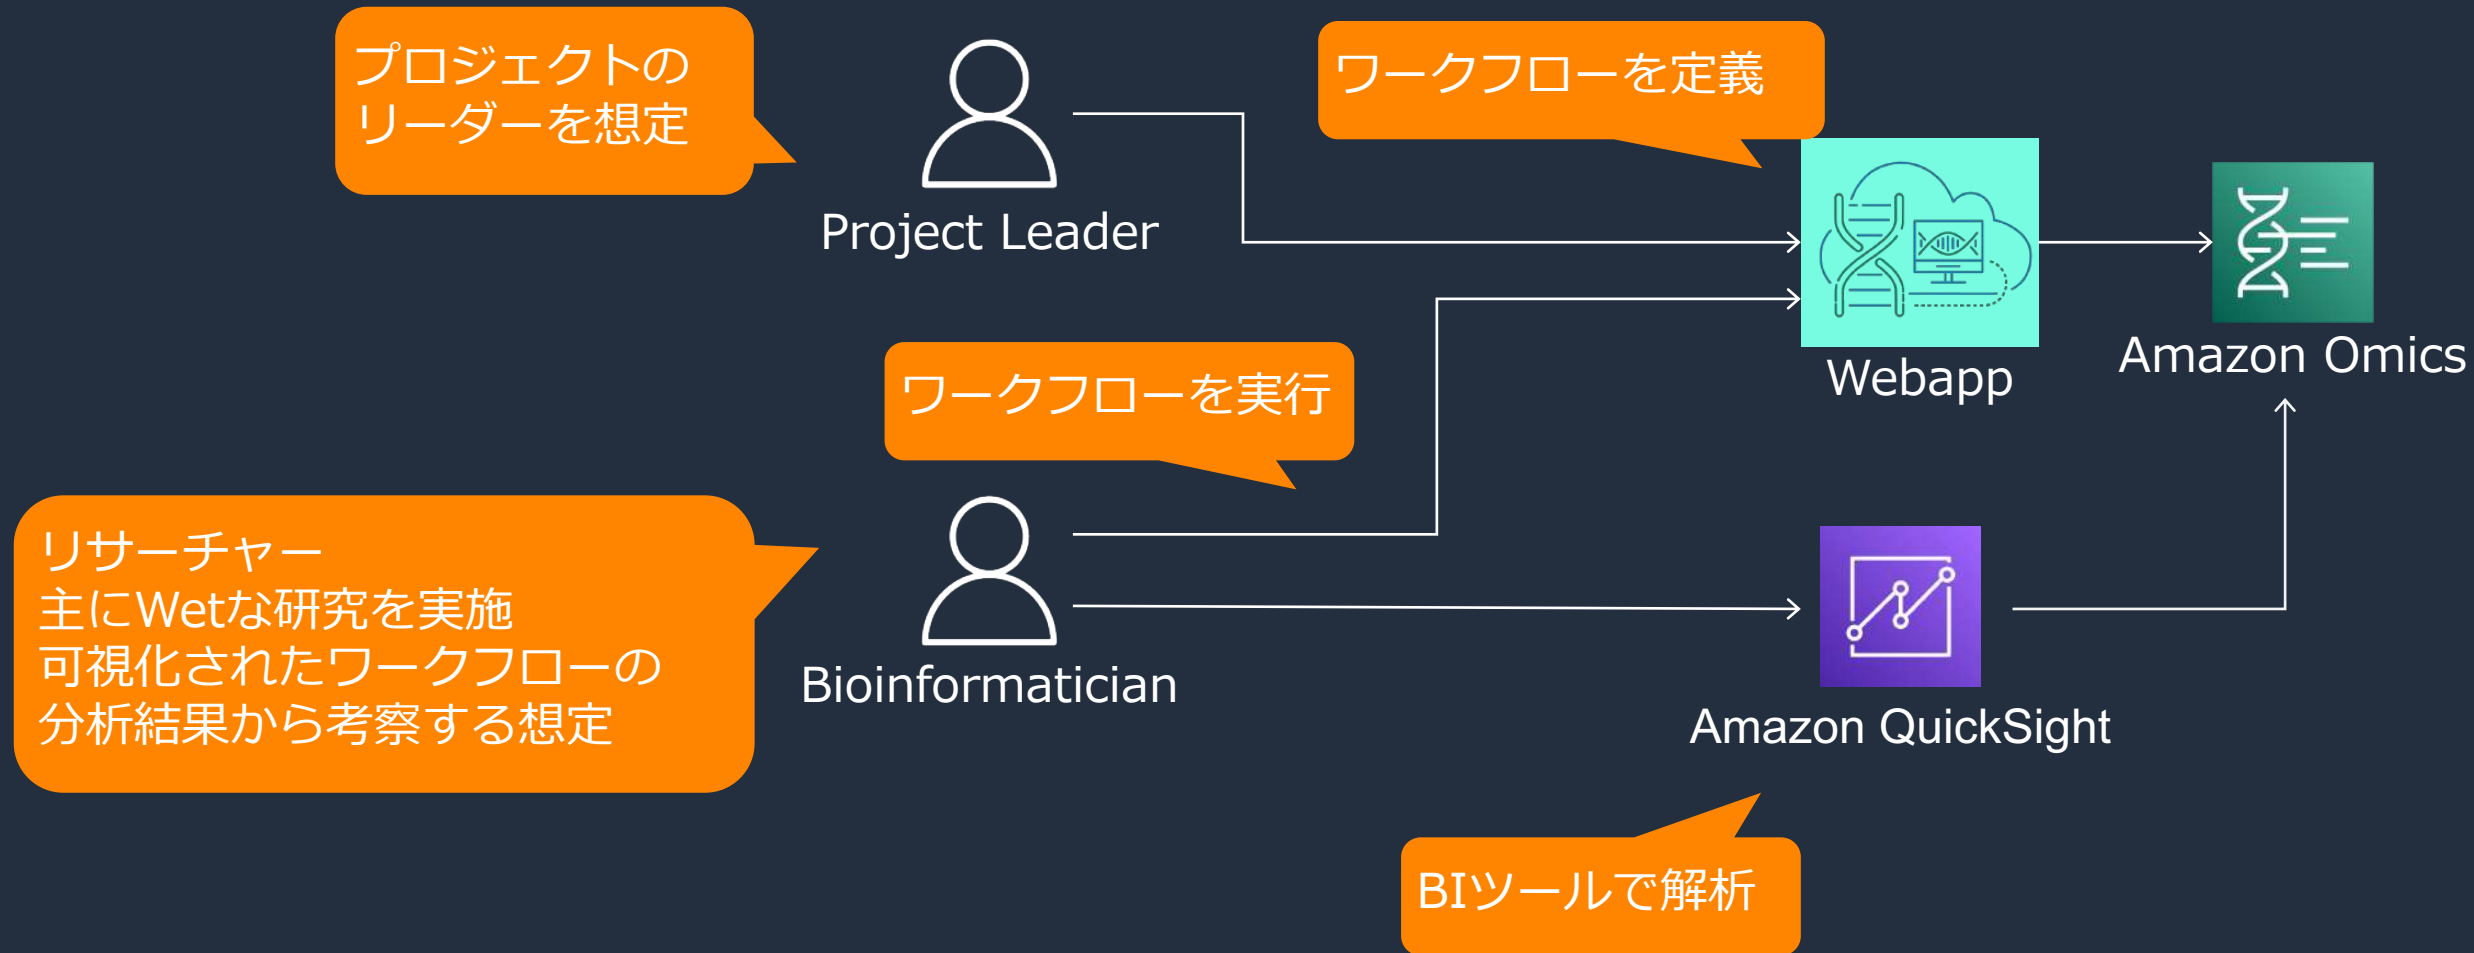 プロジェクトの
リーダーを想定
Project Leader
ワークフローを定義
Webapp
Amazon Omics
ワークフローを実行
リサーチャー
主にWetな研究を実施
可視化されたワークフローの
分析結果から考察する想定
Bioinformatician
Amazon QuickSight
BIツールで解析